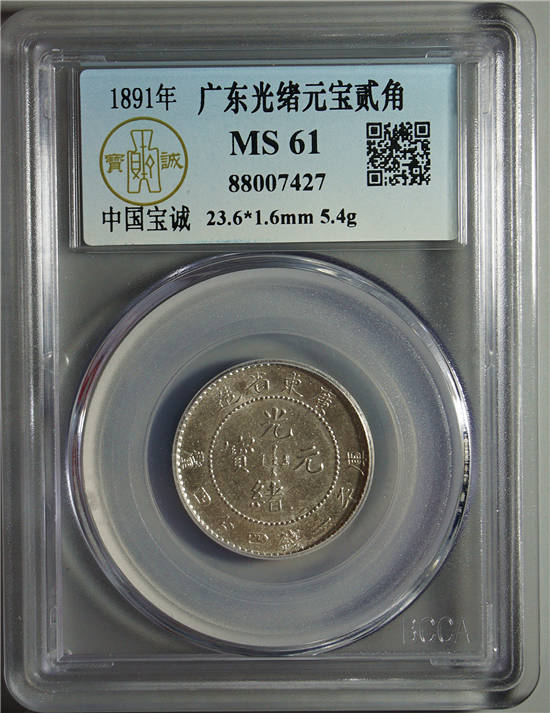 1891年 广东光绪元宝贰角
MS 61
寶 誠
88007427
中国宝诚 23.6*1.6mm 5.4g
廣東省造
光
寶 元
緒
庫平一錢四分四釐